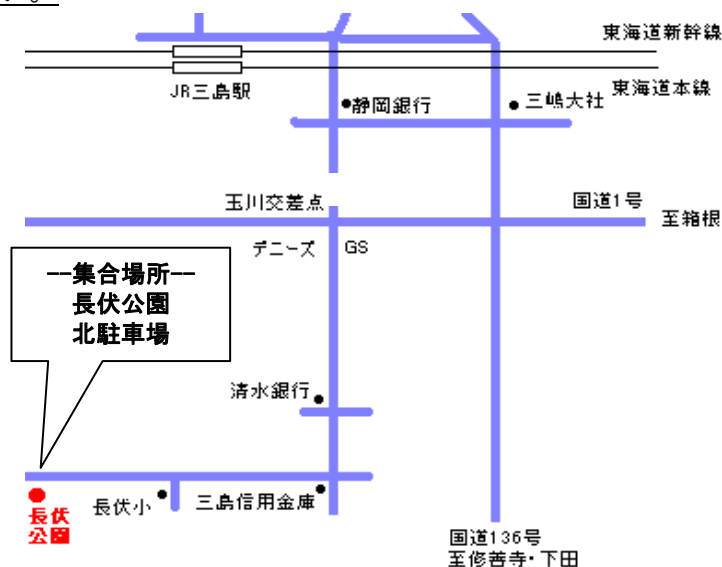 東海道新幹線
東海道本線
JR三島駅
静岡銀行
三嶋大社
玉川交差点
国道1号
至箱根
デニーズ
GS
--集合場所--
長伏公園
北駐車場
清水銀行
長伏小
三島信用金庫
長伏
公園
国道136号
至修善寺・下田